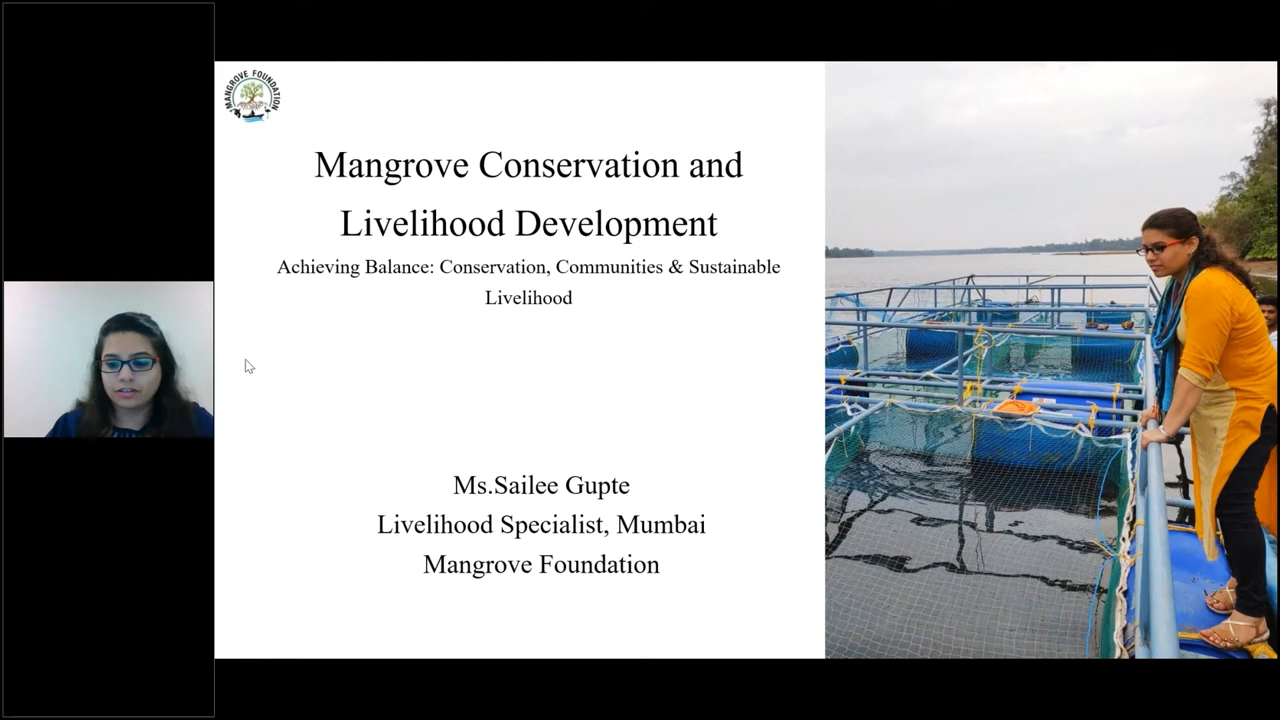 MANGROVE FOUNDATION
Mangrove Conservation and
Livelihood Development
Achieving Balance: Conservation, Communities & Sustainable
Livelihood
Ms.Sailee Gupte
Livelihood Specialist, Mumbai
Mangrove Foundation